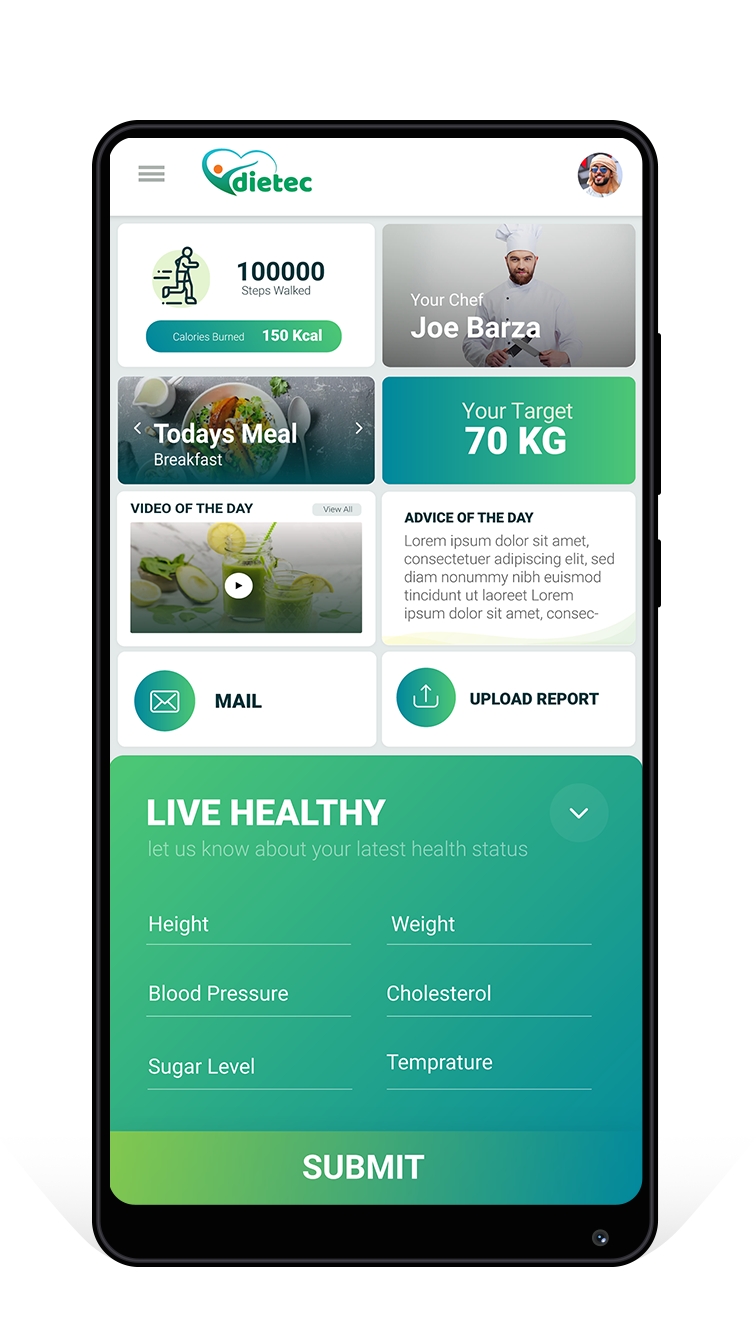 dietec
100000
Steps Walked
Calories Burned 150 Kcal
Your Chef
Joe Barza
Todays Meal
Breakfast
Your Target
70 KG
VIDEO OF THE DAY View All
ADVICE OF THE DAY
Lorem ipsum dolor sit amet,
consectetuer adipiscing elit, sed
diam nonummy nibh euismod
tincidunt ut laoreet Lorem
ipsum dolor sit amet, consec-
MAIL
UPLOAD REPORT
LIVE HEALTHY
let us know about your latest health status
Height Weight
Blood Pressure Cholesterol
Sugar Level Temprature
SUBMIT